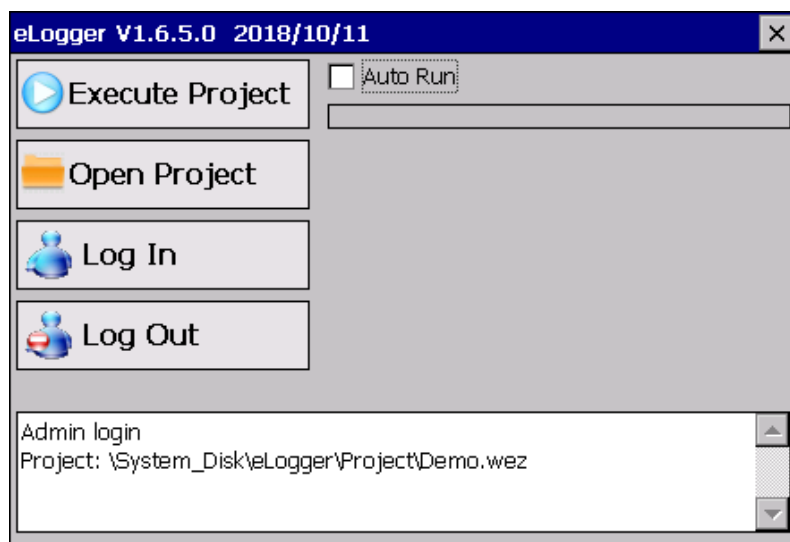 eLogger V1.6.5.0 2018/10/11
Execute Project
Auto Run
Open Project
Log In
Log Out
Admin login
Project: \System_Disk\eLogger\Project\Demo.wez